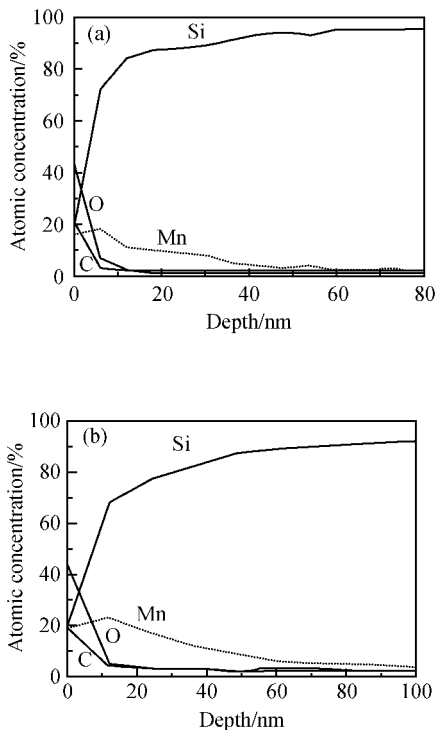 (a)
Atomic concentration/%
100
80
60
40
20
0
Si
O
Mn
C
0 20 40 60 80
Depth/nm
(b)
Atomic concentration/%
100
80
60
40
20
0
Si
Mn
O
C
0 20 40 60 80 100
Depth/nm